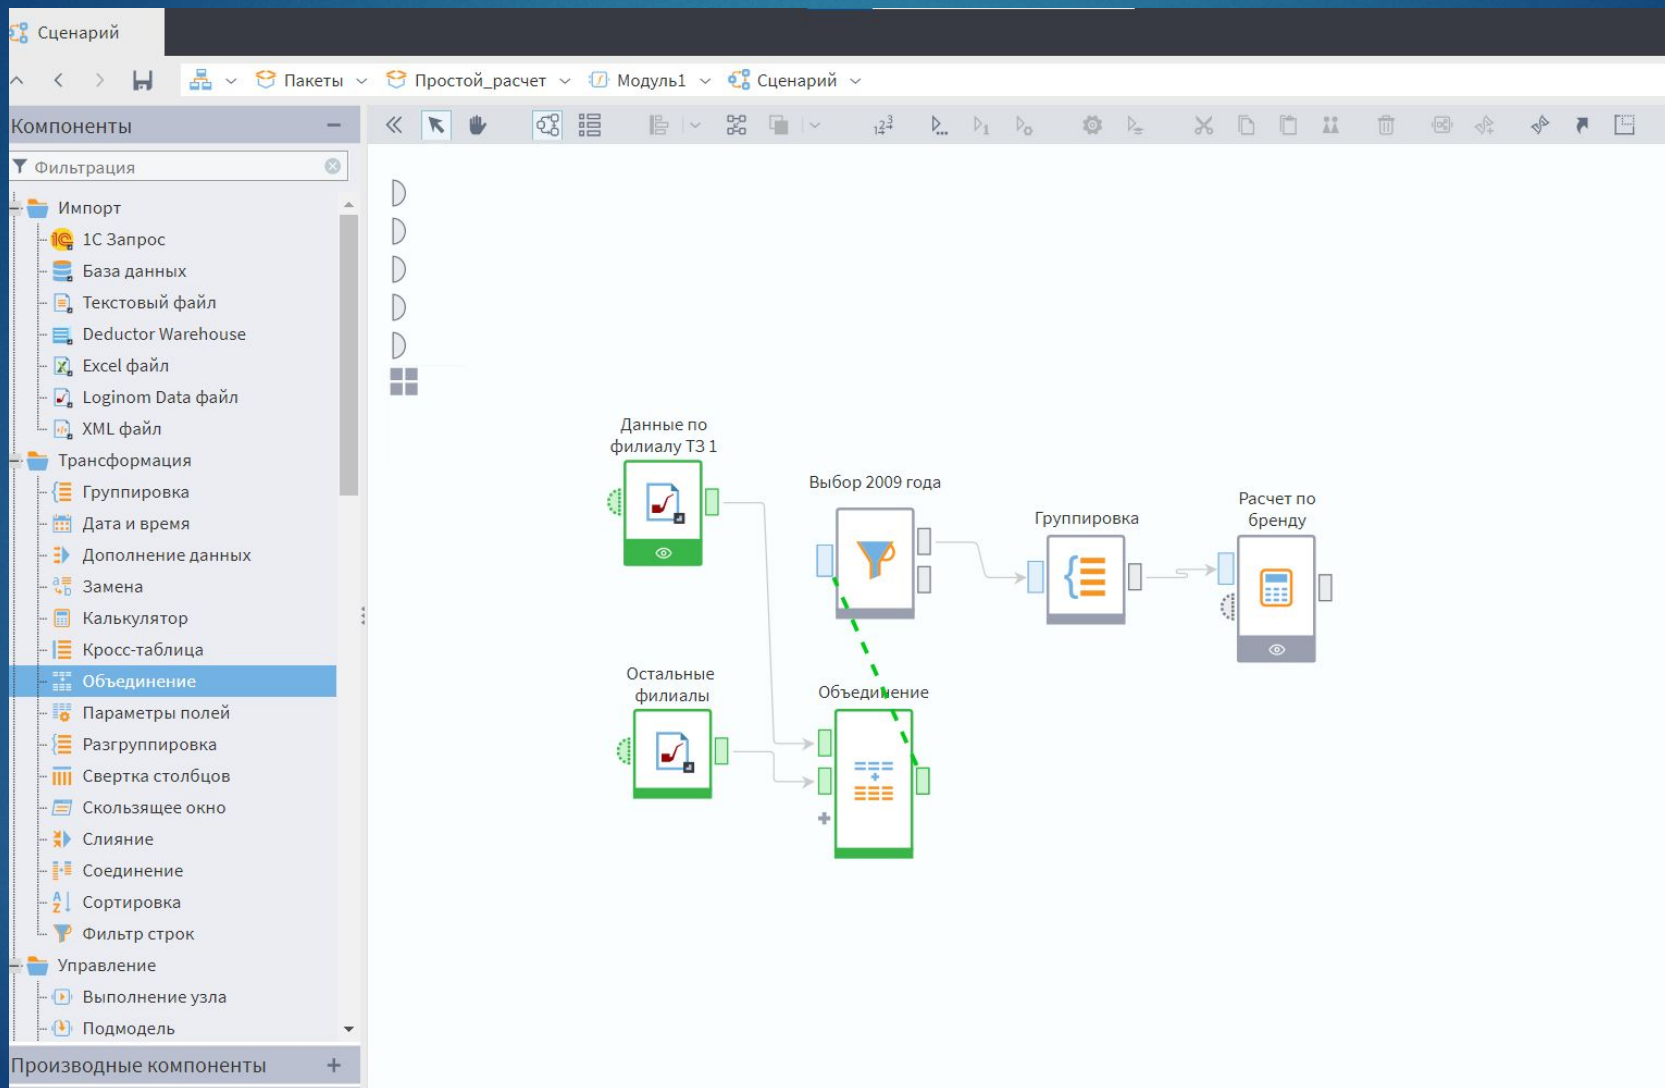 Сценарий
Пакеты
Простой_расчет
Модуль1
Сценарий
Компоненты
Фильтрация
Импорт
1С Запрос
База данных
Текстовый файл
Deductor Warehouse
Excel файл
Loginom Data файл
XML файл
Трансформация
Группировка
Дата и время
Дополнение данных
Замена
Калькулятор
Кросс-таблица
Объединение
Параметры полей
Разгруппировка
Свертка столбцов
Скользящее окно
Слияние
Соединение
Сортировка
Фильтр строк
Управление
Выполнение узла
Подмодель
Производные компоненты
Данные по
филиалу ТЗ 1
Выбор 2009 года
Группировка
Расчет по
бренду
Остальные
филиалы
Объединение